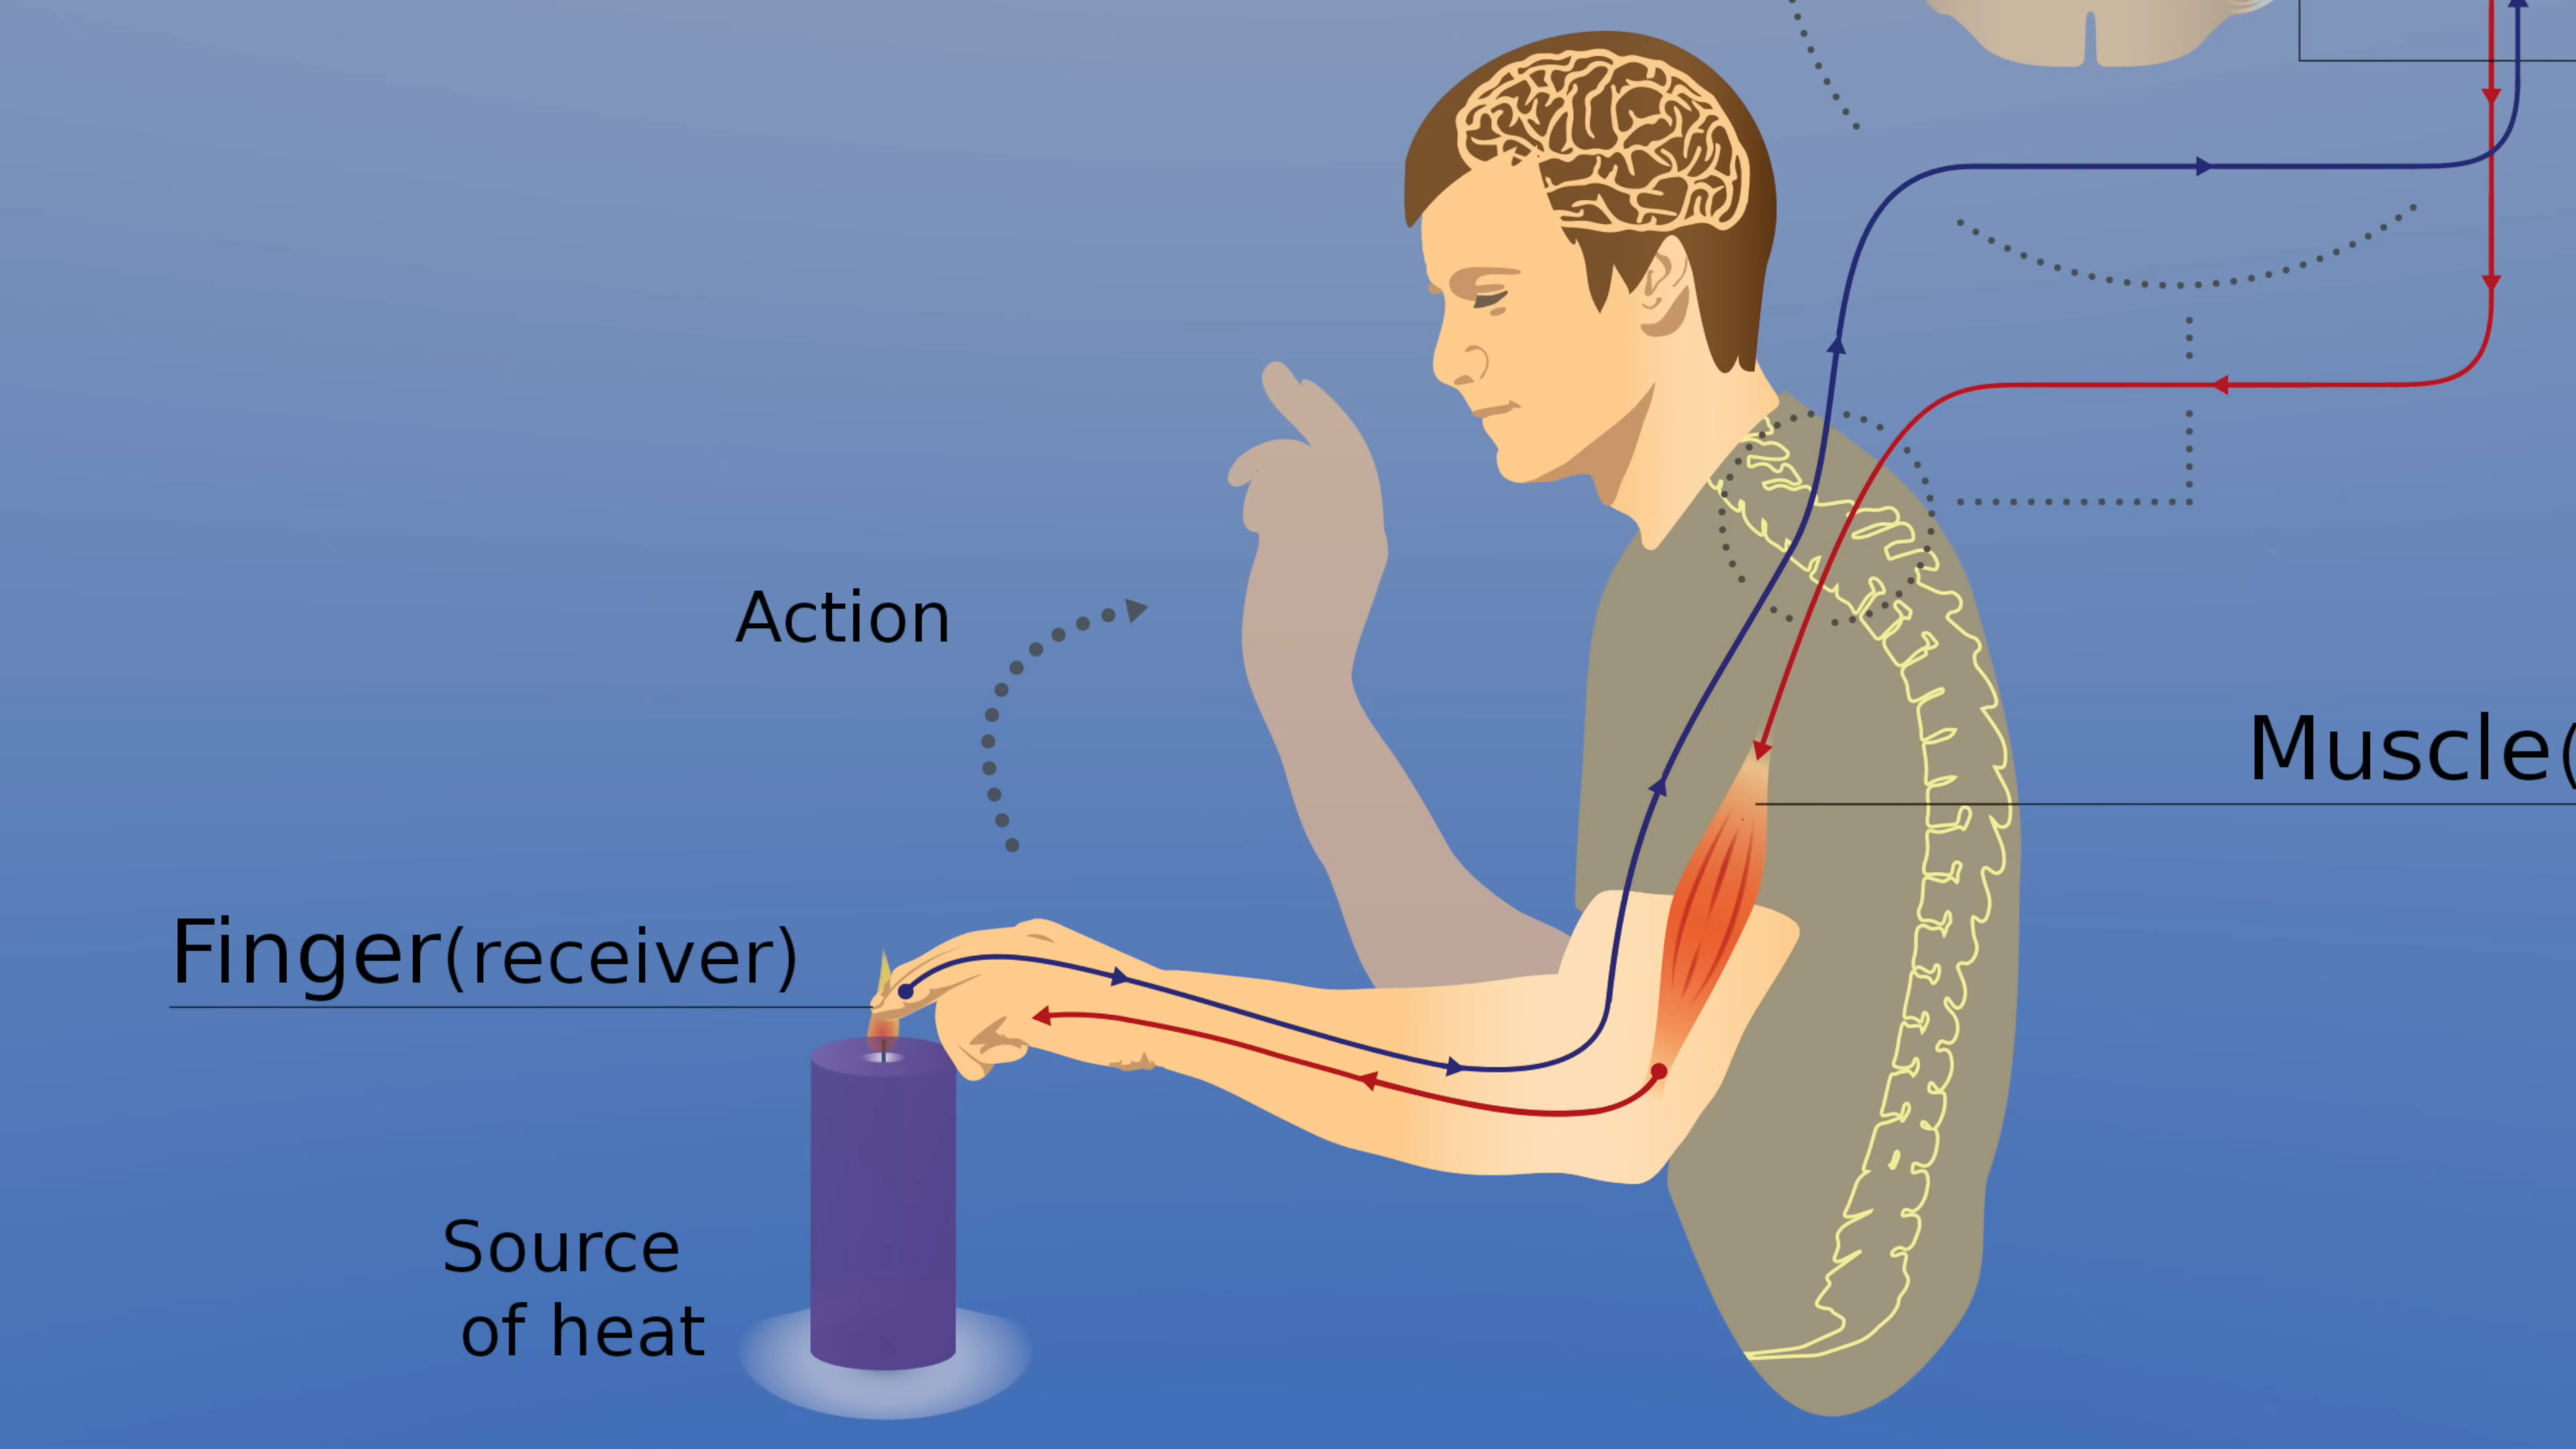 Action
Muscle(
Finger(receiver)
Source
of heat